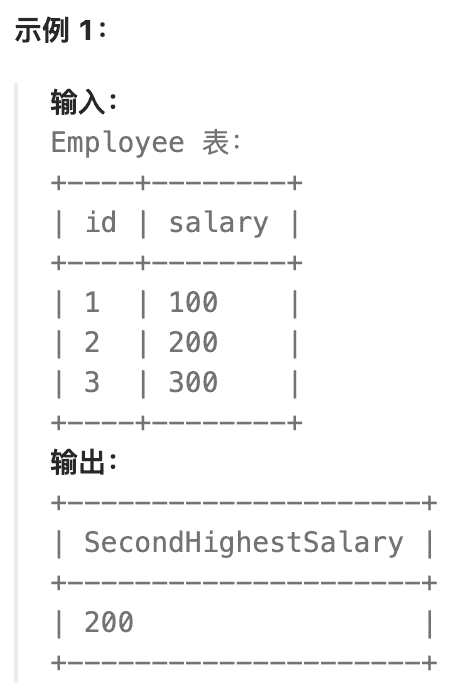 示例 1：
输入：
Employee 表：
+----+--------+
| id | salary |
+----+--------+
| 1  | 100    |
| 2  | 200    |
| 3  | 300    |
+----+--------+
输出：
+---------------------+
| SecondHighestSalary |
+---------------------+
| 200                 |
+---------------------+